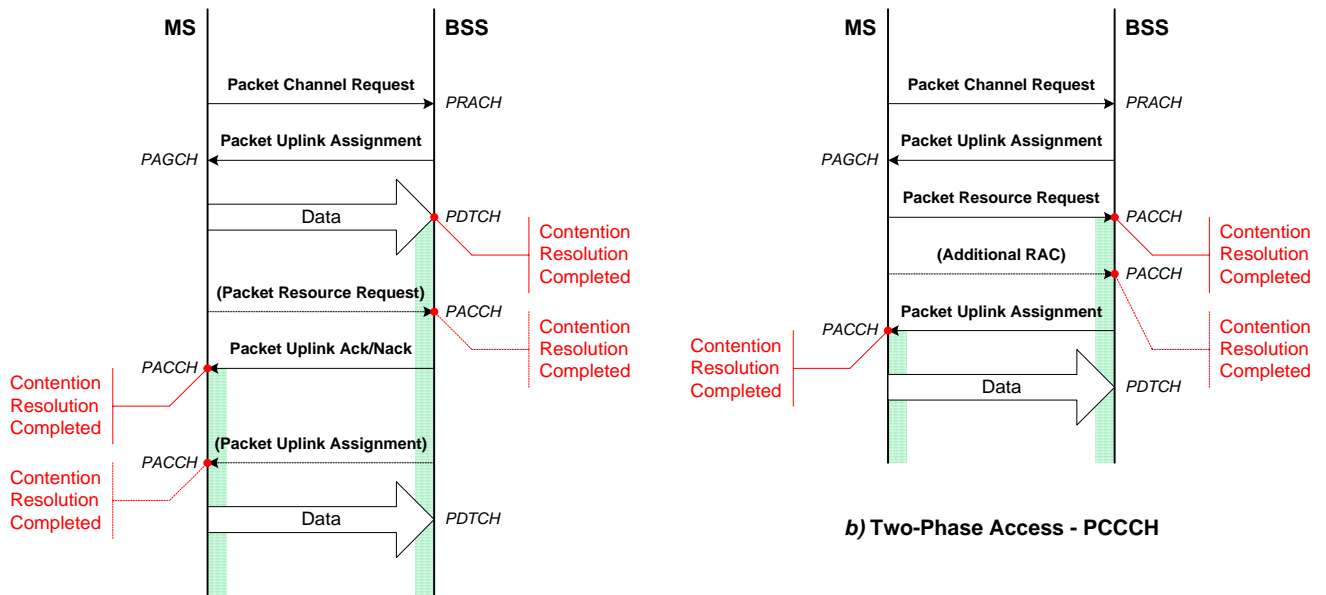 MS
BSS
Packet Channel Request
PRACH
Packet Uplink Assignment
PAGCH
Data
PDTCH
Contention
Resolution
Completed
(Packet Resource Request)
PACCH
Contention
Resolution
Completed
Packet Uplink Ack/Nack
PACCH
Contention
Resolution
Completed
(Packet Uplink Assignment)
PACCH
Contention
Resolution
Completed
Data
PDTCH
MS
BSS
Packet Channel Request
PRACH
Packet Uplink Assignment
PAGCH
Packet Resource Request
PACCH
Contention
Resolution
Completed
(Additional RAC)
PACCH
Contention
Resolution
Completed
Packet Uplink Assignment
PACCH
Contention
Resolution
Completed
Data
PDTCH
b) Two-Phase Access - PCCCH